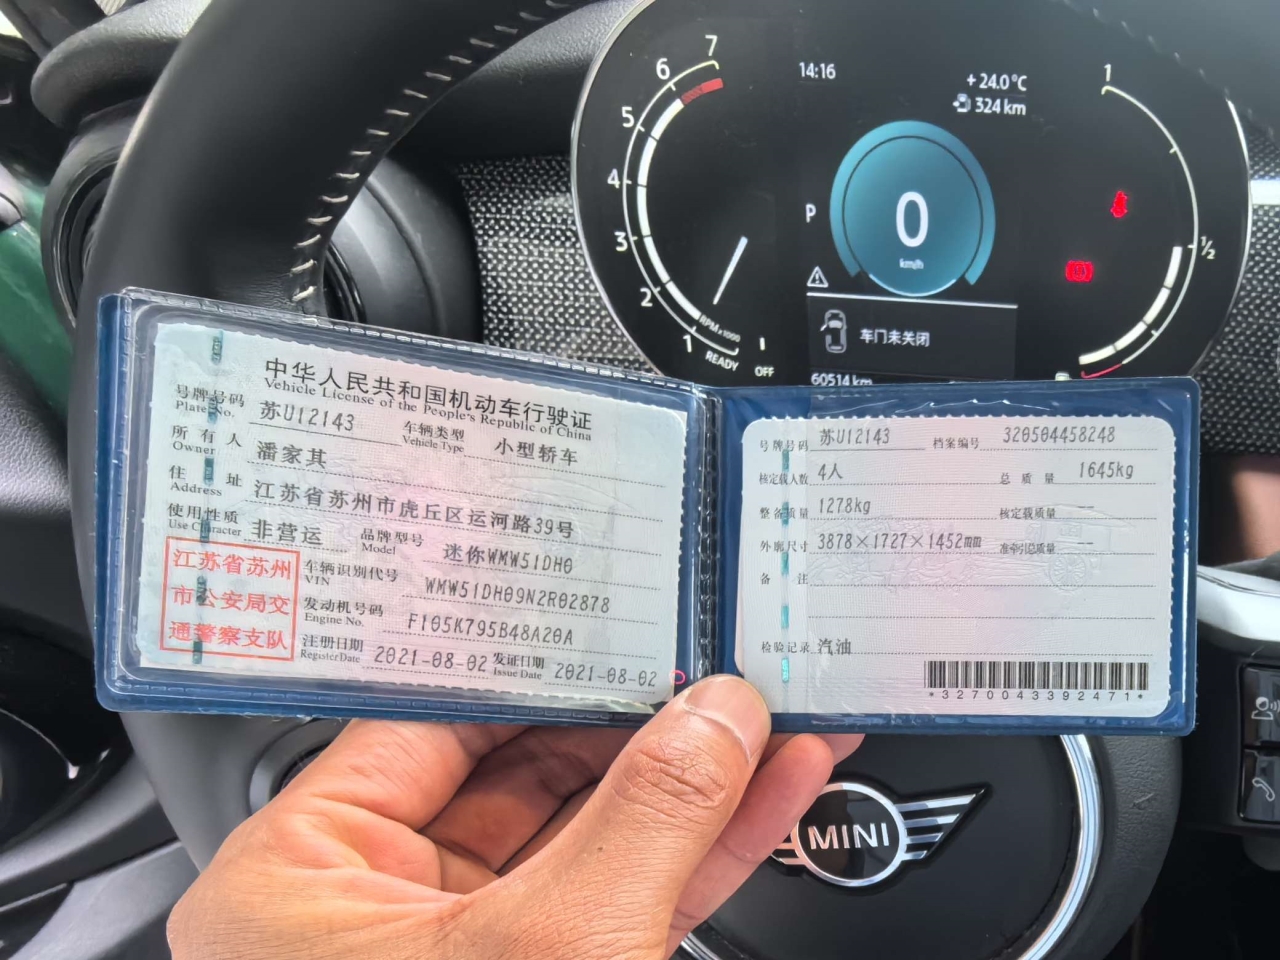 7
6
5
4
3
2
1
RPM x1000
READY
OFF
14:16
+ 24.0 °C
324 km
P
0
km/h
车门未关闭
60514 km
1
1/2
中华人民共和国机动车行驶证
Vehicle License of the People's Republic of China
号牌号码 苏U12143 车辆类型 小型轿车
Plate No. Vehicle Type
所有人 潘家其
Owner
住址 江苏省苏州市虎丘区运河路39号
Address
使用性质 非营运 品牌型号 迷你WMW51DH0
Use Character Model
江苏省苏州
市公安局交
通警察支队
车辆识别代号 WMW51DH09N2R02878
VIN
发动机号码 F105K795B48A20A
Engine No.
注册日期 2021-08-02 发证日期 2021-08-02
Register Date Issue Date
号牌号码 苏U12143 档案编号 320504458248
核定载人数 4人 总质量 1645kg
整备质量 1278kg 核定载质量 --
外廓尺寸 3878×1727×1452mm 准牵引总质量 --
备注
检验记录 汽油
*3270043392471*
MINI